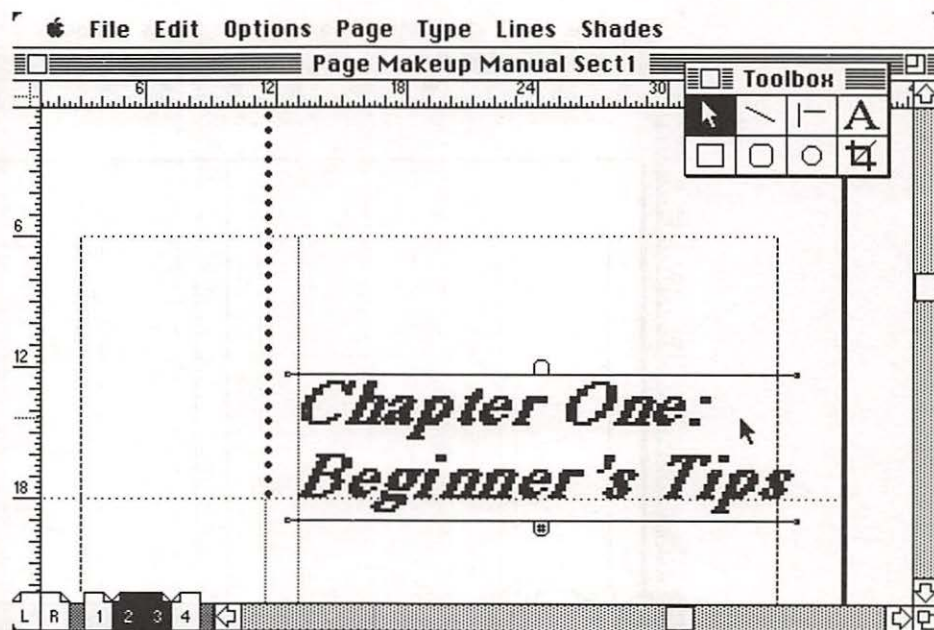 File Edit Options Page Type Lines Shades
Page Makeup Manual Sect1
Toolbox
6 12 18 24 30
A
6
12
18
Chapter One:
Beginner's Tips
L R 1 2 3 4